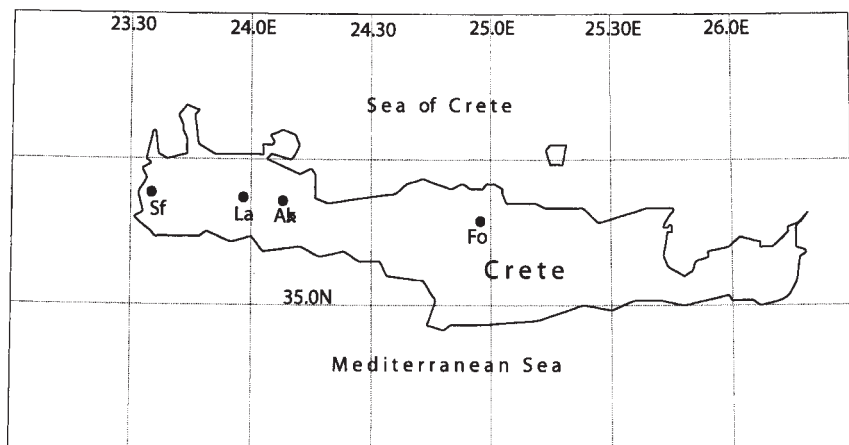 23.30 24.0E 24.30 25.0E 25.30E 26.0E
Sea of Crete
Sf La Ak Fo
Crete
35.0N
Mediterranean Sea